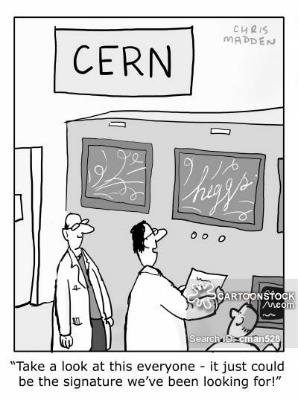 CHRIS
MADDEN
CERN
higgs
CARTOONSTOCK
.com
Search ID: cman528
"Take a look at this everyone - it just could
be the signature we've been looking for!"